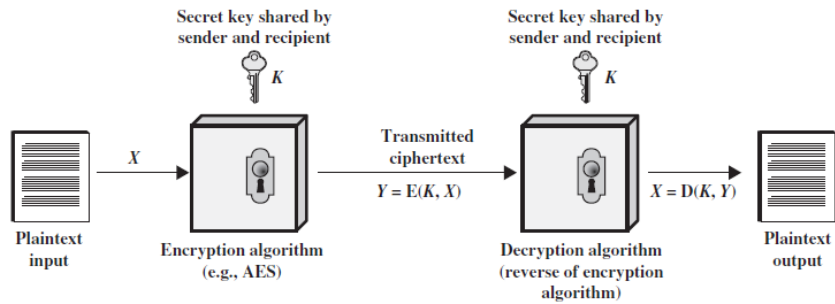 Secret key shared by
sender and recipient
K
Secret key shared by
sender and recipient
K
X
Transmitted
ciphertext
Y = E(K, X)
X = D(K, Y)
Plaintext
input
Encryption algorithm
(e.g., AES)
Decryption algorithm
(reverse of encryption
algorithm)
Plaintext
output